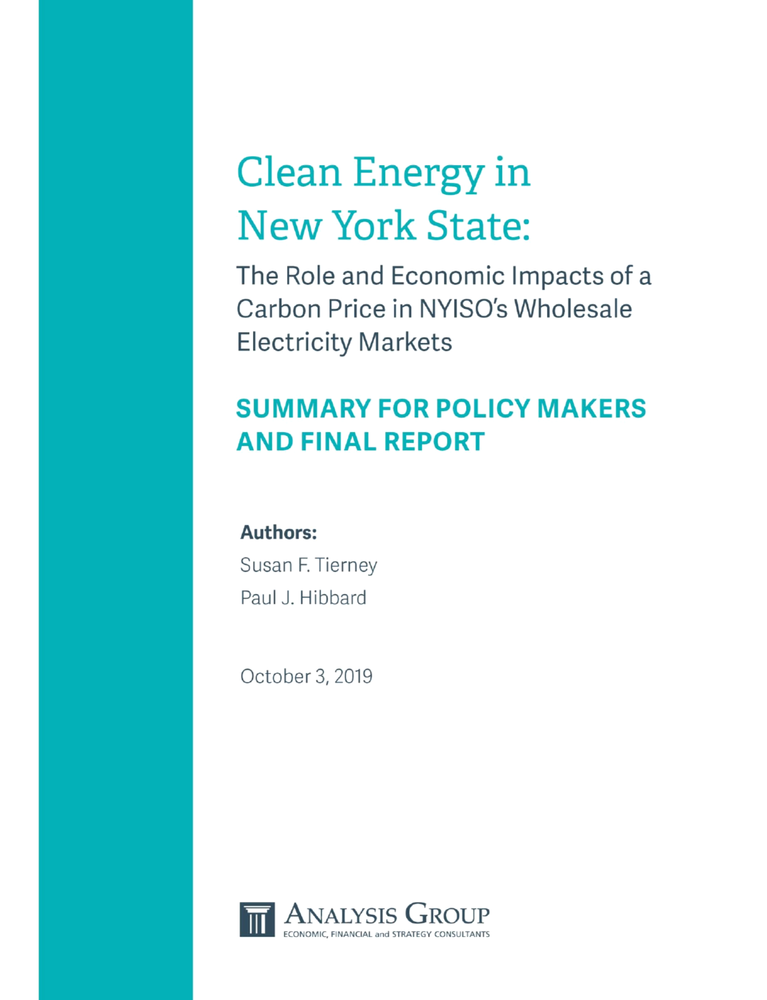 Clean Energy in
New York State:
The Role and Economic Impacts of a
Carbon Price in NYISO's Wholesale
Electricity Markets
SUMMARY FOR POLICY MAKERS
AND FINAL REPORT
Authors:
Susan F. Tierney
Paul J. Hibbard
October 3, 2019
ANALYSIS GROUP
ECONOMIC, FINANCIAL and STRATEGY CONSULTANTS